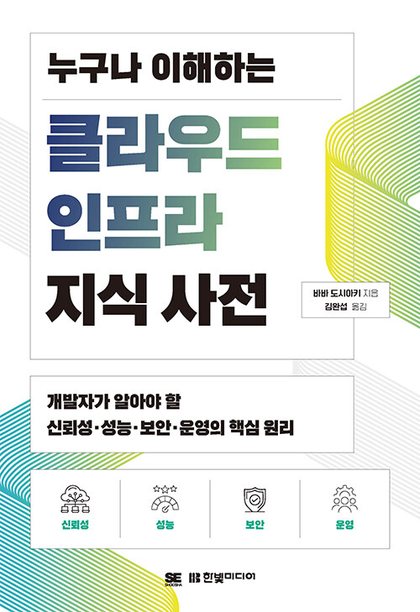 누구나 이해하는
클라우드
인프라
지식 사전
바바 도시아키 지음
김완섭 옮김
개발자가 알아야 할
신뢰성·성능·보안·운영의 핵심 원리
신뢰성
성능
보안
운영
SE
SHOEISHA
한빛미디어